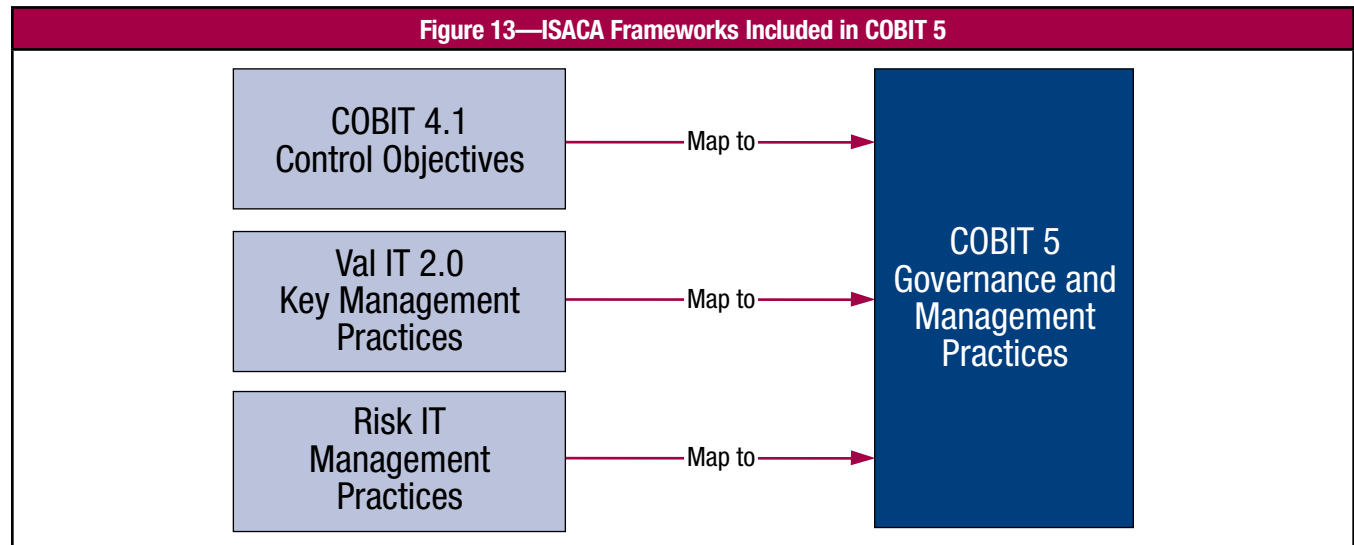 Figure 13—ISACA Frameworks Included in COBIT 5
COBIT 4.1
Control Objectives
Map to
Val IT 2.0
Key Management
Practices
Map to
Risk IT
Management
Practices
Map to
COBIT 5
Governance and
Management
Practices